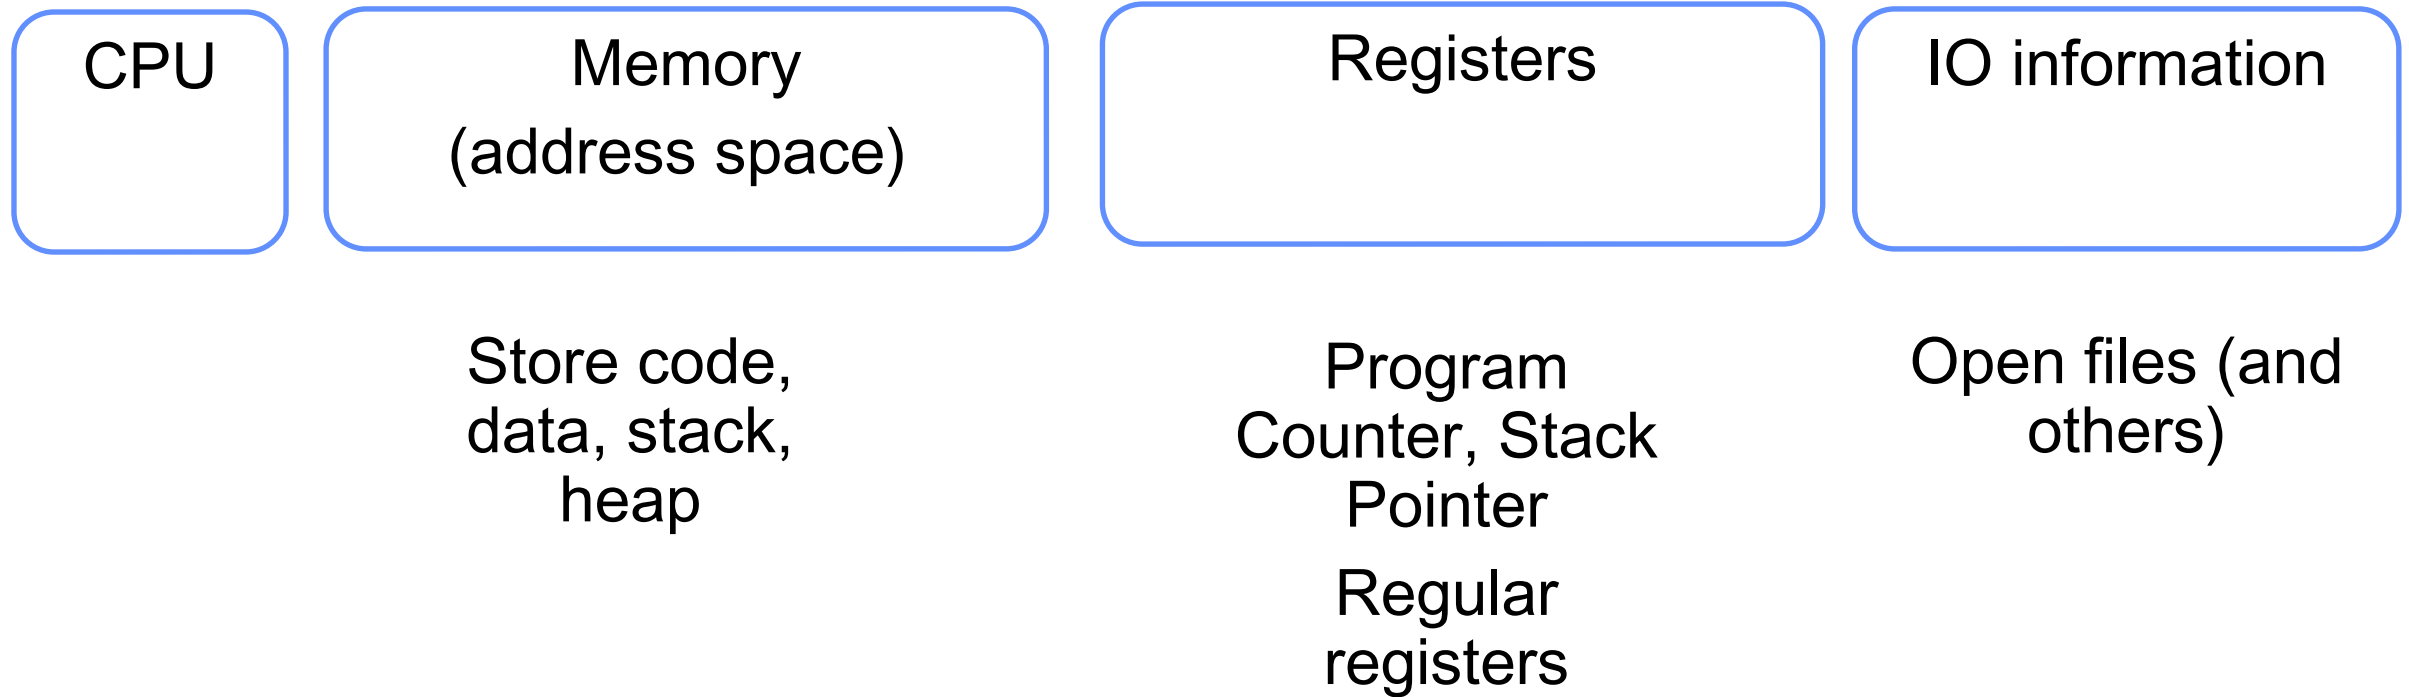 CPU
Memory
(address space)
Registers
IO information
Store code,
data, stack,
heap
Program
Counter, Stack
Pointer
Regular
registers
Open files (and
others)